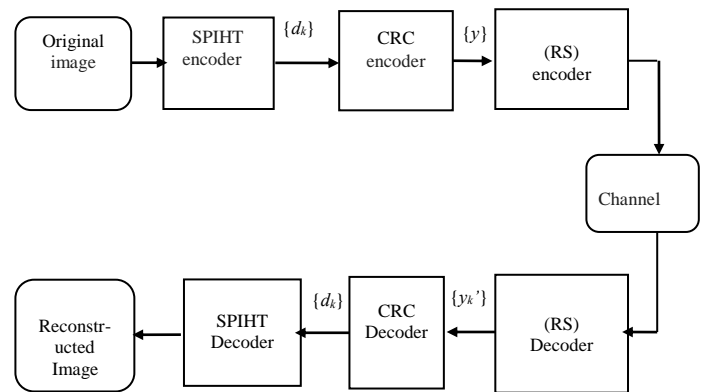 Original
image
SPIHT
encoder
{dk}
CRC
encoder
{y}
(RS)
encoder
Channel
(RS)
Decoder
{yk’}
CRC
Decoder
{dk}
SPIHT
Decoder
Reconstr-
ucted
Image